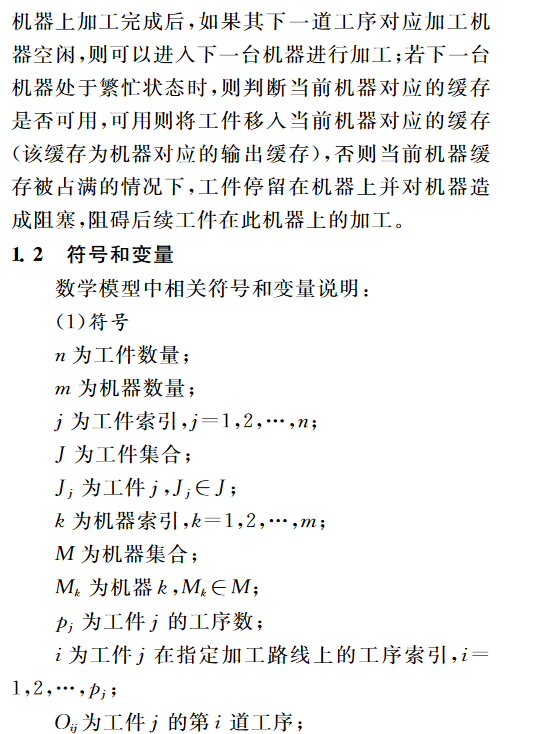 机器上加工完成后,如果其下一道工序对应加工机
器空闲,则可以进入下一台机器进行加工;若下一台
机器处于繁忙状态时,则判断当前机器对应的缓存
是否可用,可用则将工件移入当前机器对应的缓存
(该缓存为机器对应的输出缓存),否则当前机器缓
存被占满的情况下,工件停留在机器上并对机器造
成阻塞,阻碍后续工件在此机器上的加工。
1.2 符号和变量
数学模型中相关符号和变量说明:
(1)符号
n 为工件数量;
m 为机器数量;
j 为工件索引,j=1,2,…,n;
J 为工件集合;
J_j 为工件 j,J_j∈J;
k 为机器索引,k=1,2,…,m;
M 为机器集合;
M_k 为机器 k,M_k∈M;
p_j 为工件 j 的工序数;
i 为工件 j 在指定加工路线上的工序索引,i=
1,2,…,p_j;
O_ij 为工件 j 的第 i 道工序;